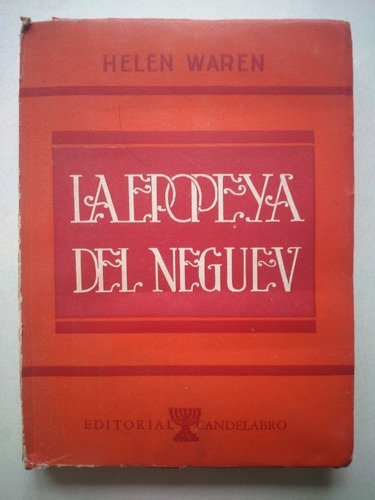 HELEN WAREN
LA EPOPEYA
DEL NEGUEV
EDITORIAL CANDELABRO